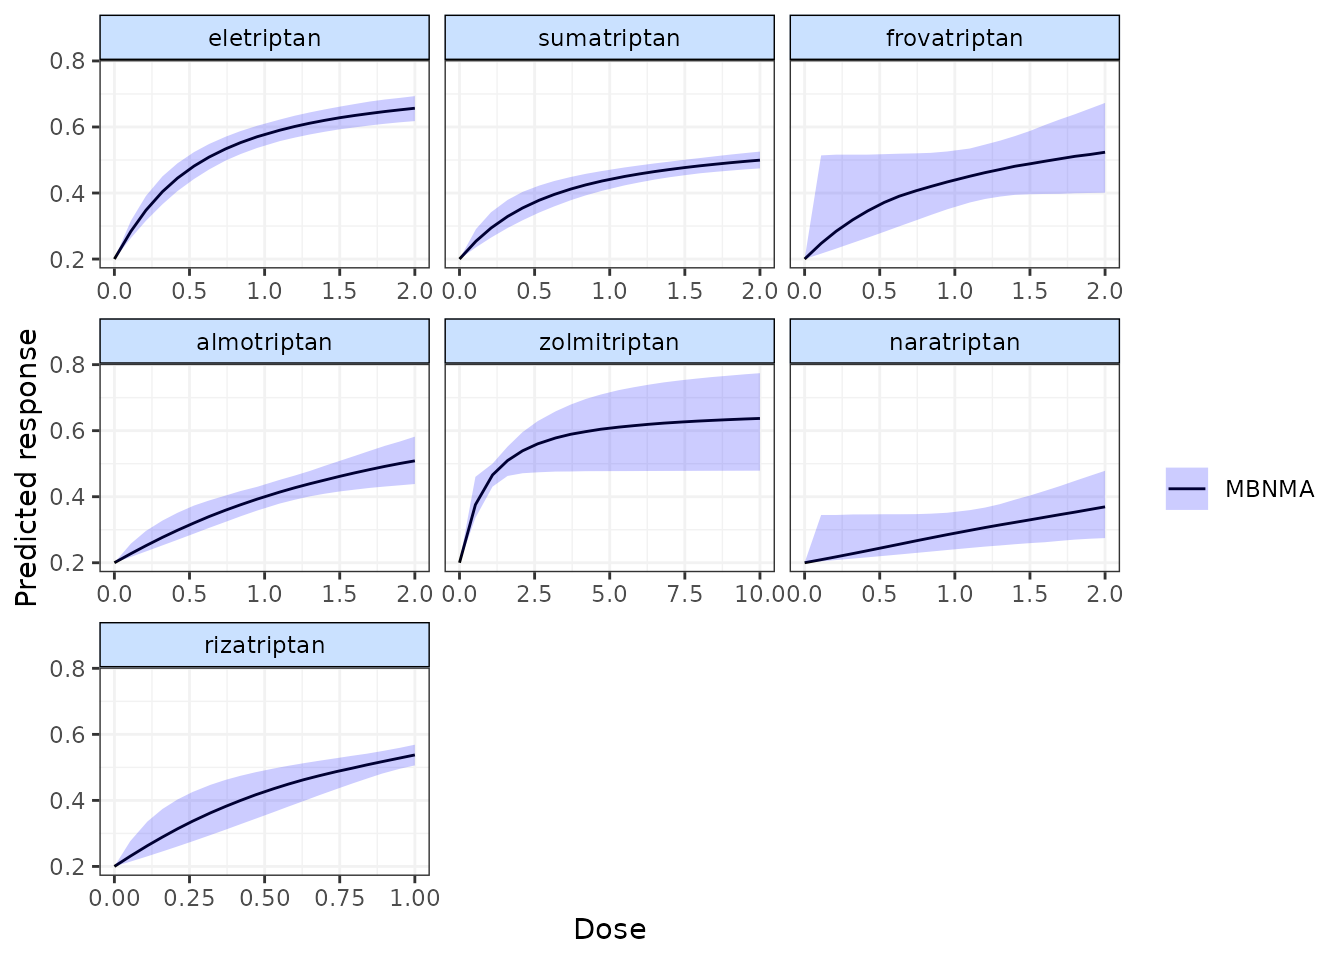 eletriptan sumatriptan frovatriptan
0.8
0.6
0.4
0.2
0.0 0.5 1.0 1.5 2.0 0.0 0.5 1.0 1.5 2.0 0.0 0.5 1.0 1.5 2.0
almotriptan zolmitriptan naratriptan
0.8
0.6
0.4
0.2
0.0 0.5 1.0 1.5 2.0 0.0 2.5 5.0 7.5 10.0 0.0 0.5 1.0 1.5 2.0
rizatriptan
0.8
0.6
0.4
0.2
0.00 0.25 0.50 0.75 1.00
Predicted response
Dose
MBNMA